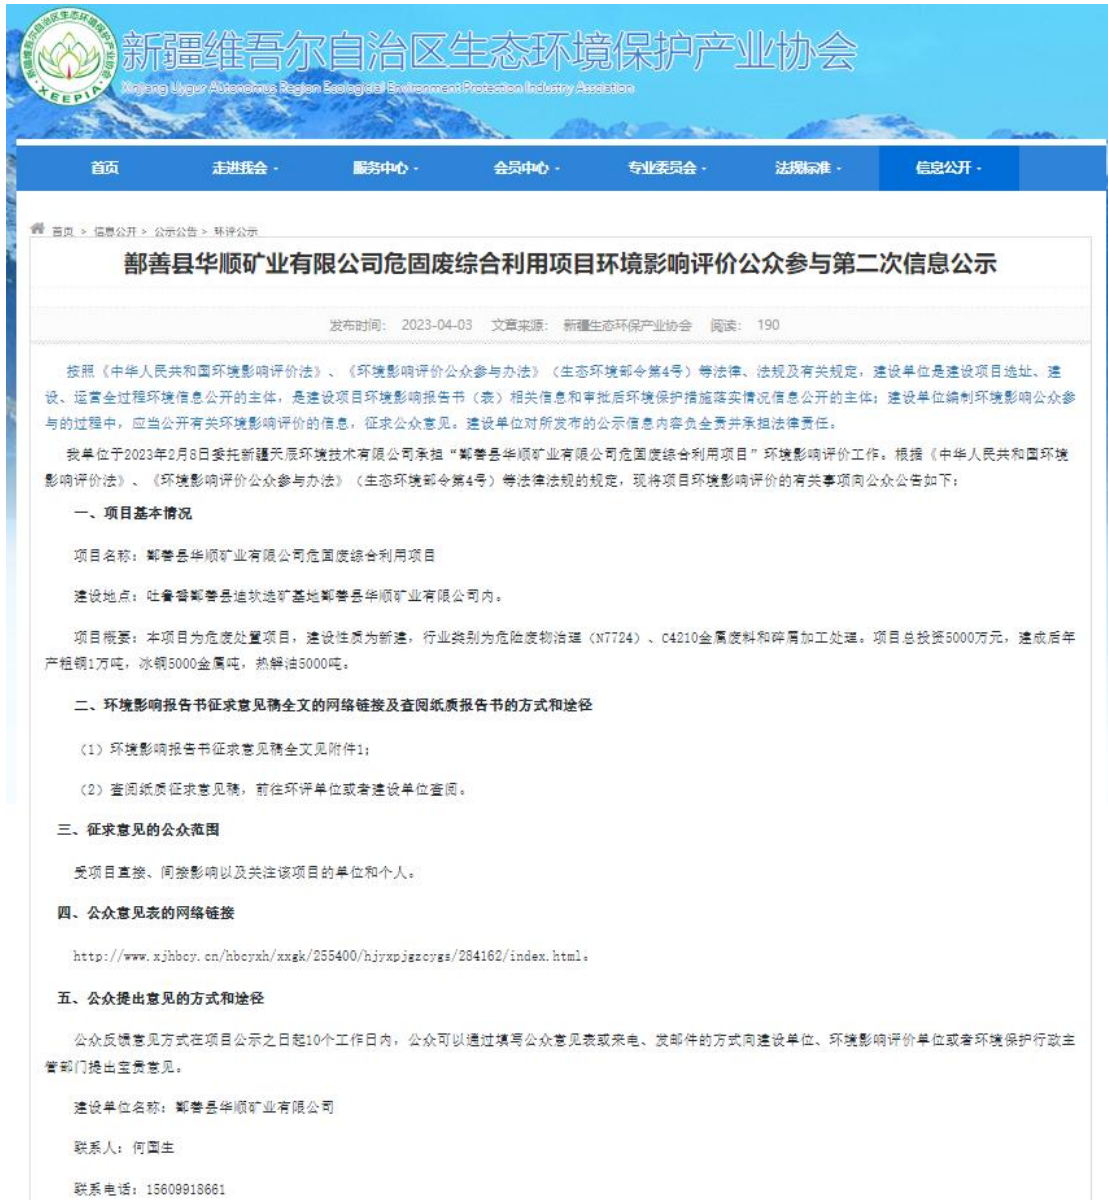 新疆维吾尔自治区生态环境保护产业协会
Xinjiang Uygur Autonomous Region Ecological Environment Protection Industry Assciation
XEEPIA
首页 走进我会 服务中心 会员中心 专业委员会 法规标准 信息公开
首页 > 信息公开 > 公示公告 > 环评公示
鄯善县华顺矿业有限公司危固废综合利用项目环境影响评价公众参与第二次信息公示
发布时间: 2023-04-03 文章来源: 新疆生态环保产业协会 阅读: 190
按照《中华人民共和国环境影响评价法》、《环境影响评价公众参与办法》（生态环境部令第4号）等法律、法规及有关规定，建设单位是建设项目选址、建
设、运营全过程环境信息公开的主体，是建设项目环境影响报告书（表）相关信息和审批后环境保护措施落实情况信息公开的主体；建设单位编制环境影响公众参
与的过程中，应当公开有关环境影响评价的信息，征求公众意见。建设单位对所发布的公示信息内容负全责并承担法律责任。
我单位于2023年2月8日委托新疆天辰环境技术有限公司承担“鄯善县华顺矿业有限公司危固废综合利用项目”环境影响评价工作。根据《中华人民共和国环境
影响评价法》、《环境影响评价公众参与办法》（生态环境部令第4号）等法律法规的规定，现将项目环境影响评价的有关事项向公众公告如下：
一、项目基本情况
项目名称：鄯善县华顺矿业有限公司危固废综合利用项目
建设地点：吐鲁番鄯善县迪坎选矿基地鄯善县华顺矿业有限公司内。
项目概要：本项目为危废处置项目，建设性质为新建，行业类别为危险废物治理（N7724）、C4210金属废料和碎屑加工处理。项目总投资5000万元，建成后年
产粗铜1万吨，冰铜5000金属吨，热解油5000吨。
二、环境影响报告书征求意见稿全文的网络链接及查阅纸质报告书的方式和途径
（1）环境影响报告书征求意见稿全文见附件1；
（2）查阅纸质征求意见稿，前往环评单位或者建设单位查阅。
三、征求意见的公众范围
受项目直接、间接影响以及关注该项目的单位和个人。
四、公众意见表的网络链接
http://www.xjhbcy.cn/hbcyxh/xxgk/255400/hjyxpjgzcygs/284162/index.html。
五、公众提出意见的方式和途径
公众反馈意见方式在项目公示之日起10个工作日内，公众可以通过填写公众意见表或来电、发邮件的方式向建设单位、环境影响评价单位或者环境保护行政主
管部门提出宝贵意见。
建设单位名称：鄯善县华顺矿业有限公司
联系人：何国生
联系电话：15609918661